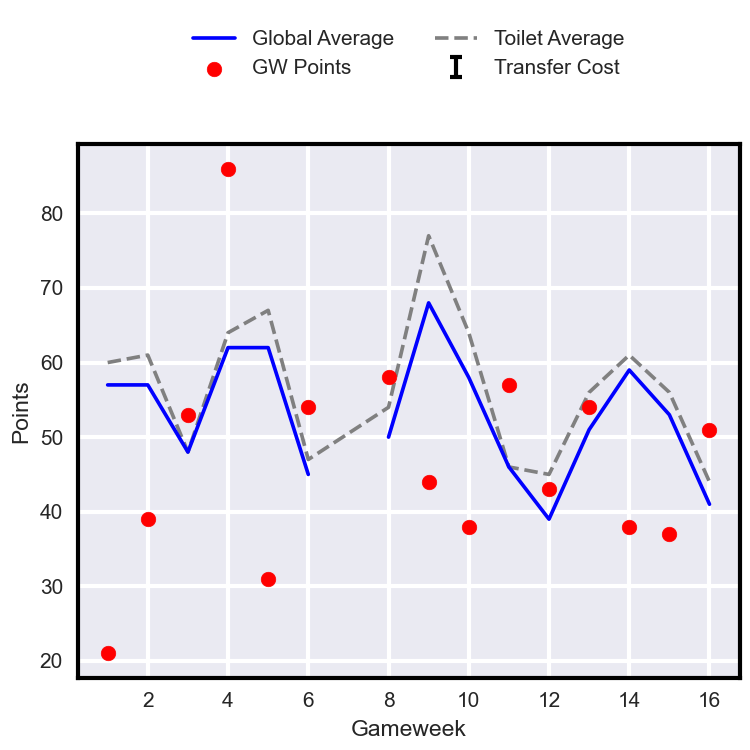 Global Average
Toilet Average
GW Points
Transfer Cost
Points
80
70
60
50
40
30
20
2 4 6 8 10 12 14 16
Gameweek